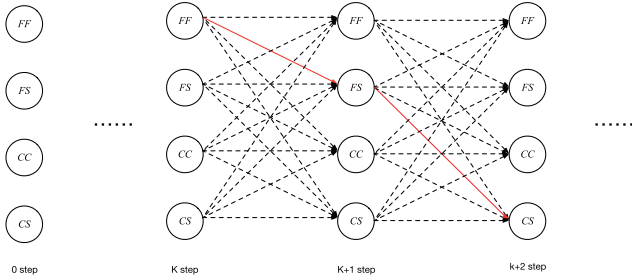 FF FF FF FF
FS FS FS FS
...... ......
CC CC CC CC
CS CS CS CS
0 step K step K+1 step k+2 step